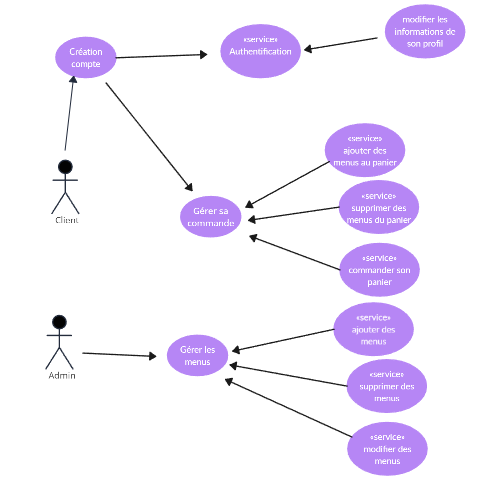 modifier les
informations de
son profil
«service»
Authentification
Création
compte
«service»
ajouter des
menus au panier
«service»
supprimer des
menus du panier
Gérer sa
commande
Client
«service»
commander son
panier
«service»
ajouter des
menus
Gérer les
menus
Admin
«service»
supprimer des
menus
«service»
modifier des
menus